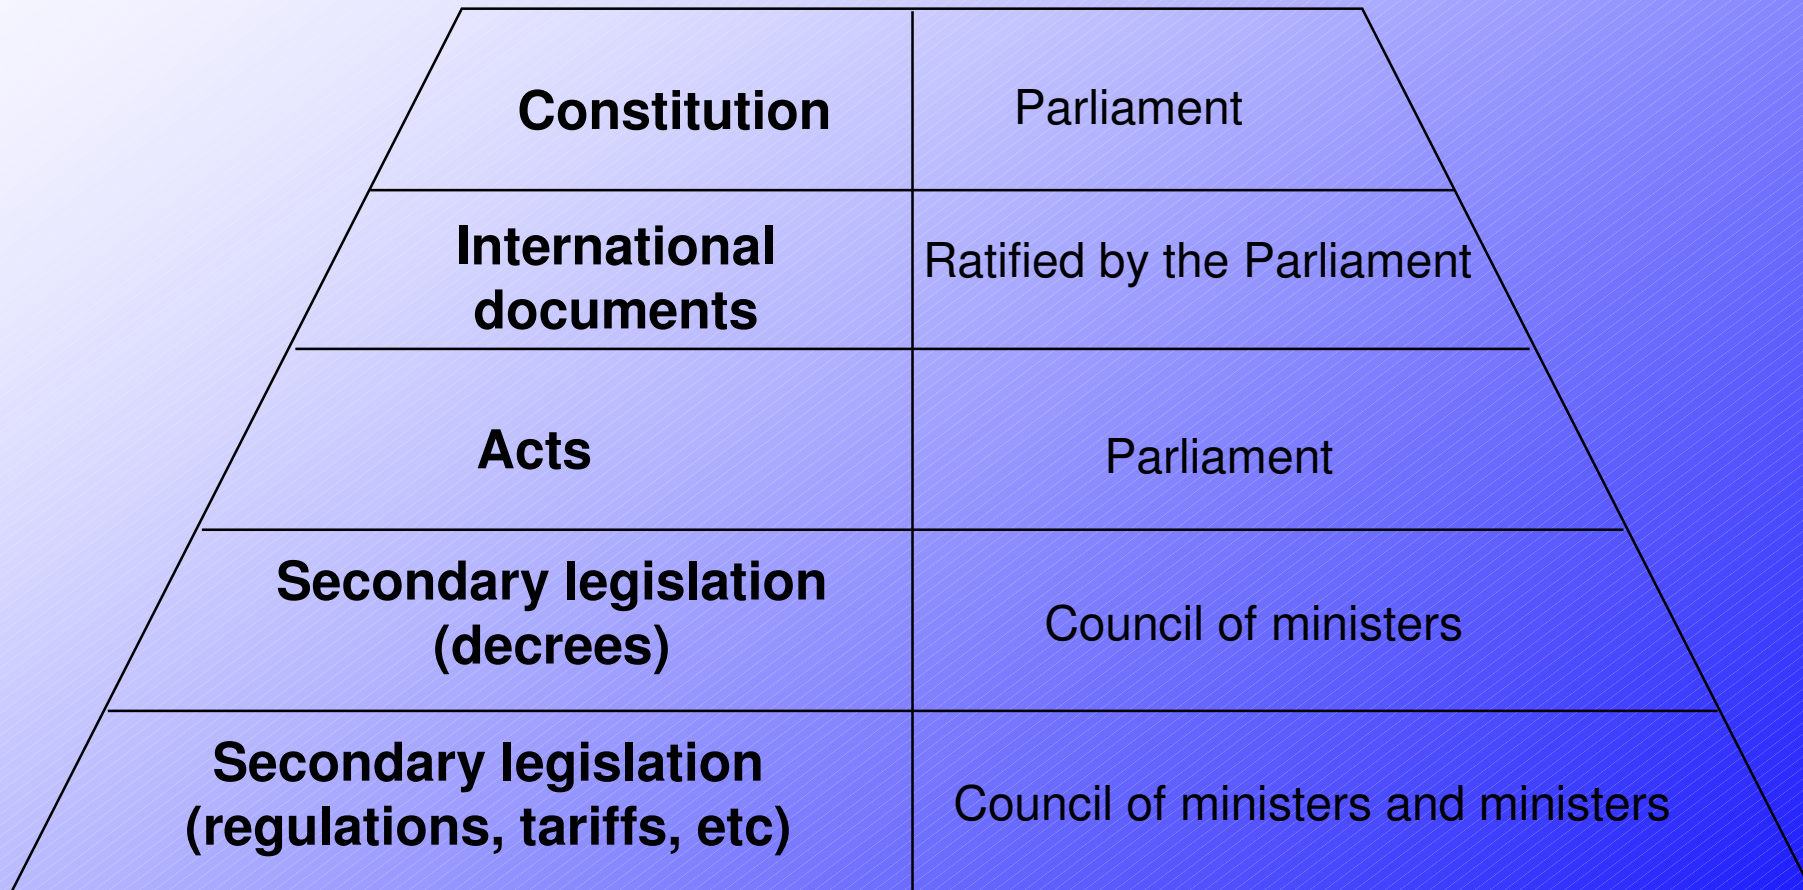 Constitution
Parliament
International
documents
Ratified by the Parliament
Acts
Parliament
Secondary legislation
(decrees)
Council of ministers
Secondary legislation
(regulations, tariffs, etc)
Council of ministers and ministers